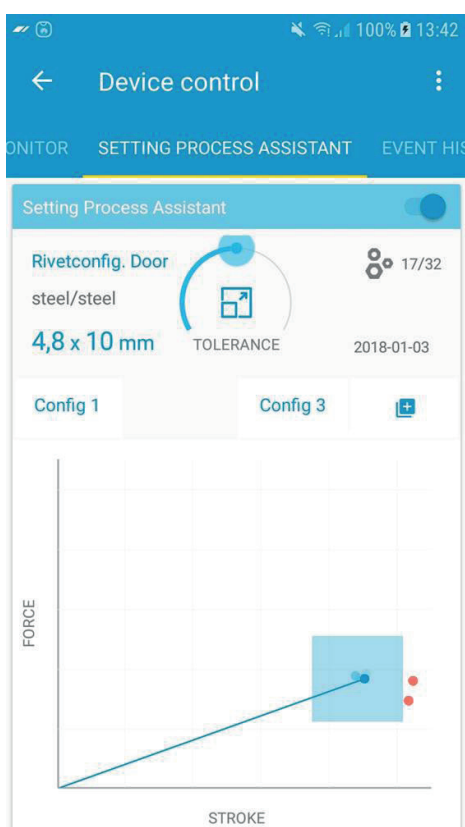 100% 13:42
Device control
ONITOR SETTING PROCESS ASSISTANT EVENT HIS
Setting Process Assistant
Rivetconfig. Door
17/32
steel/steel
4,8 x 10 mm
TOLERANCE
2018-01-03
Config 1 Config 3
FORCE
STROKE